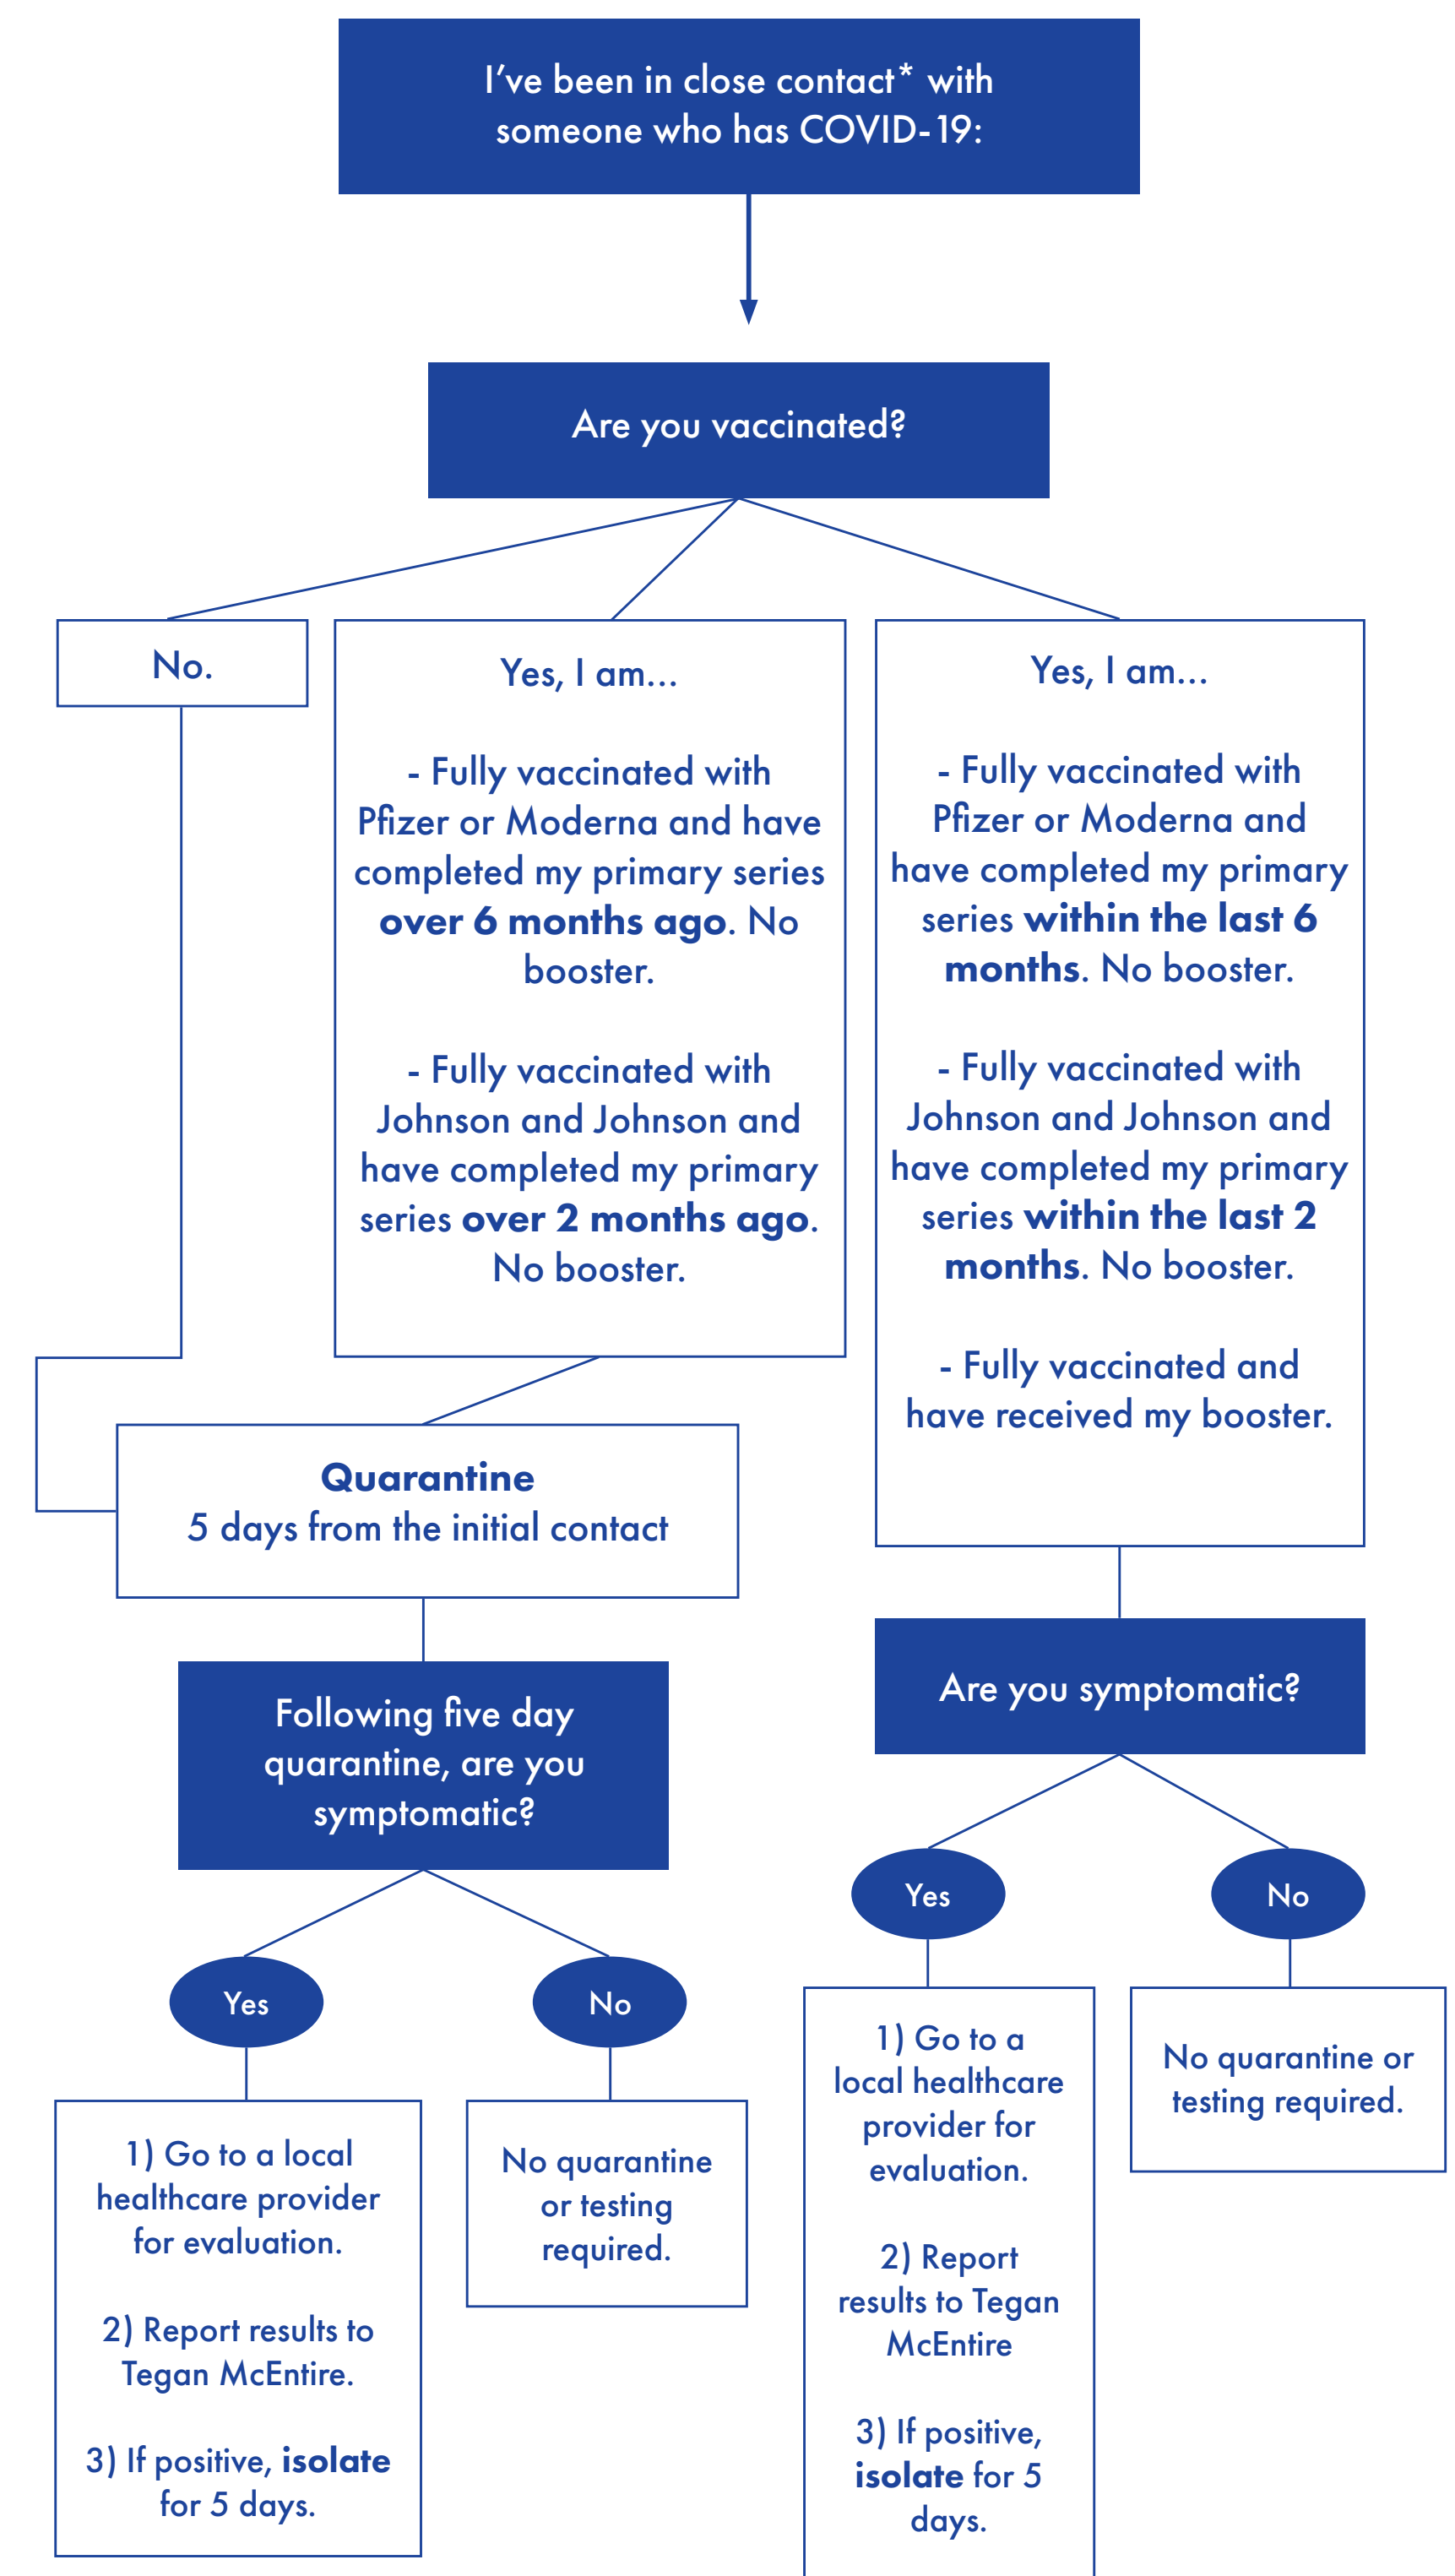 I've been in close contact* with
someone who has COVID-19:
Are you vaccinated?
No.
Yes, I am...
- Fully vaccinated with
Pfizer or Moderna and have
completed my primary series
over 6 months ago. No
booster.
- Fully vaccinated with
Johnson and Johnson and
have completed my primary
series over 2 months ago.
No booster.
Yes, I am...
- Fully vaccinated with
Pfizer or Moderna and
have completed my primary
series within the last 6
months. No booster.
- Fully vaccinated with
Johnson and Johnson and
have completed my primary
series within the last 2
months. No booster.
- Fully vaccinated and
have received my booster.
Quarantine
5 days from the initial contact
Following five day
quarantine, are you
symptomatic?
Yes
No
1) Go to a local
healthcare provider
for evaluation.
2) Report results to
Tegan McEntire.
3) If positive, isolate
for 5 days.
No quarantine
or testing
required.
Are you symptomatic?
Yes
No
1) Go to a
local healthcare
provider for
evaluation.
2) Report
results to Tegan
McEntire
3) If positive,
isolate for 5
days.
No quarantine or
testing required.